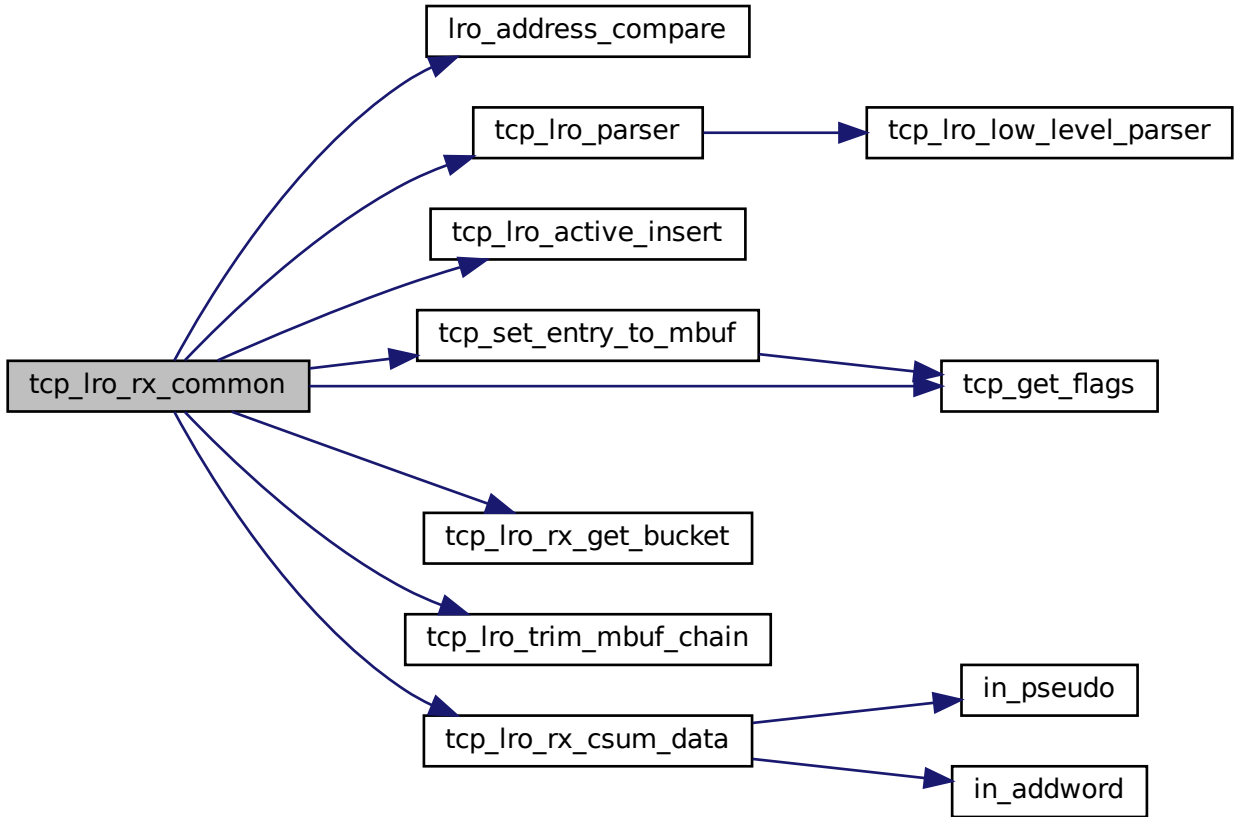 lro_address_compare
tcp_lro_parser
tcp_lro_low_level_parser
tcp_lro_active_insert
tcp_set_entry_to_mbuf
tcp_lro_rx_common
tcp_get_flags
tcp_lro_rx_get_bucket
tcp_lro_trim_mbuf_chain
in_pseudo
tcp_lro_rx_csum_data
in_addword